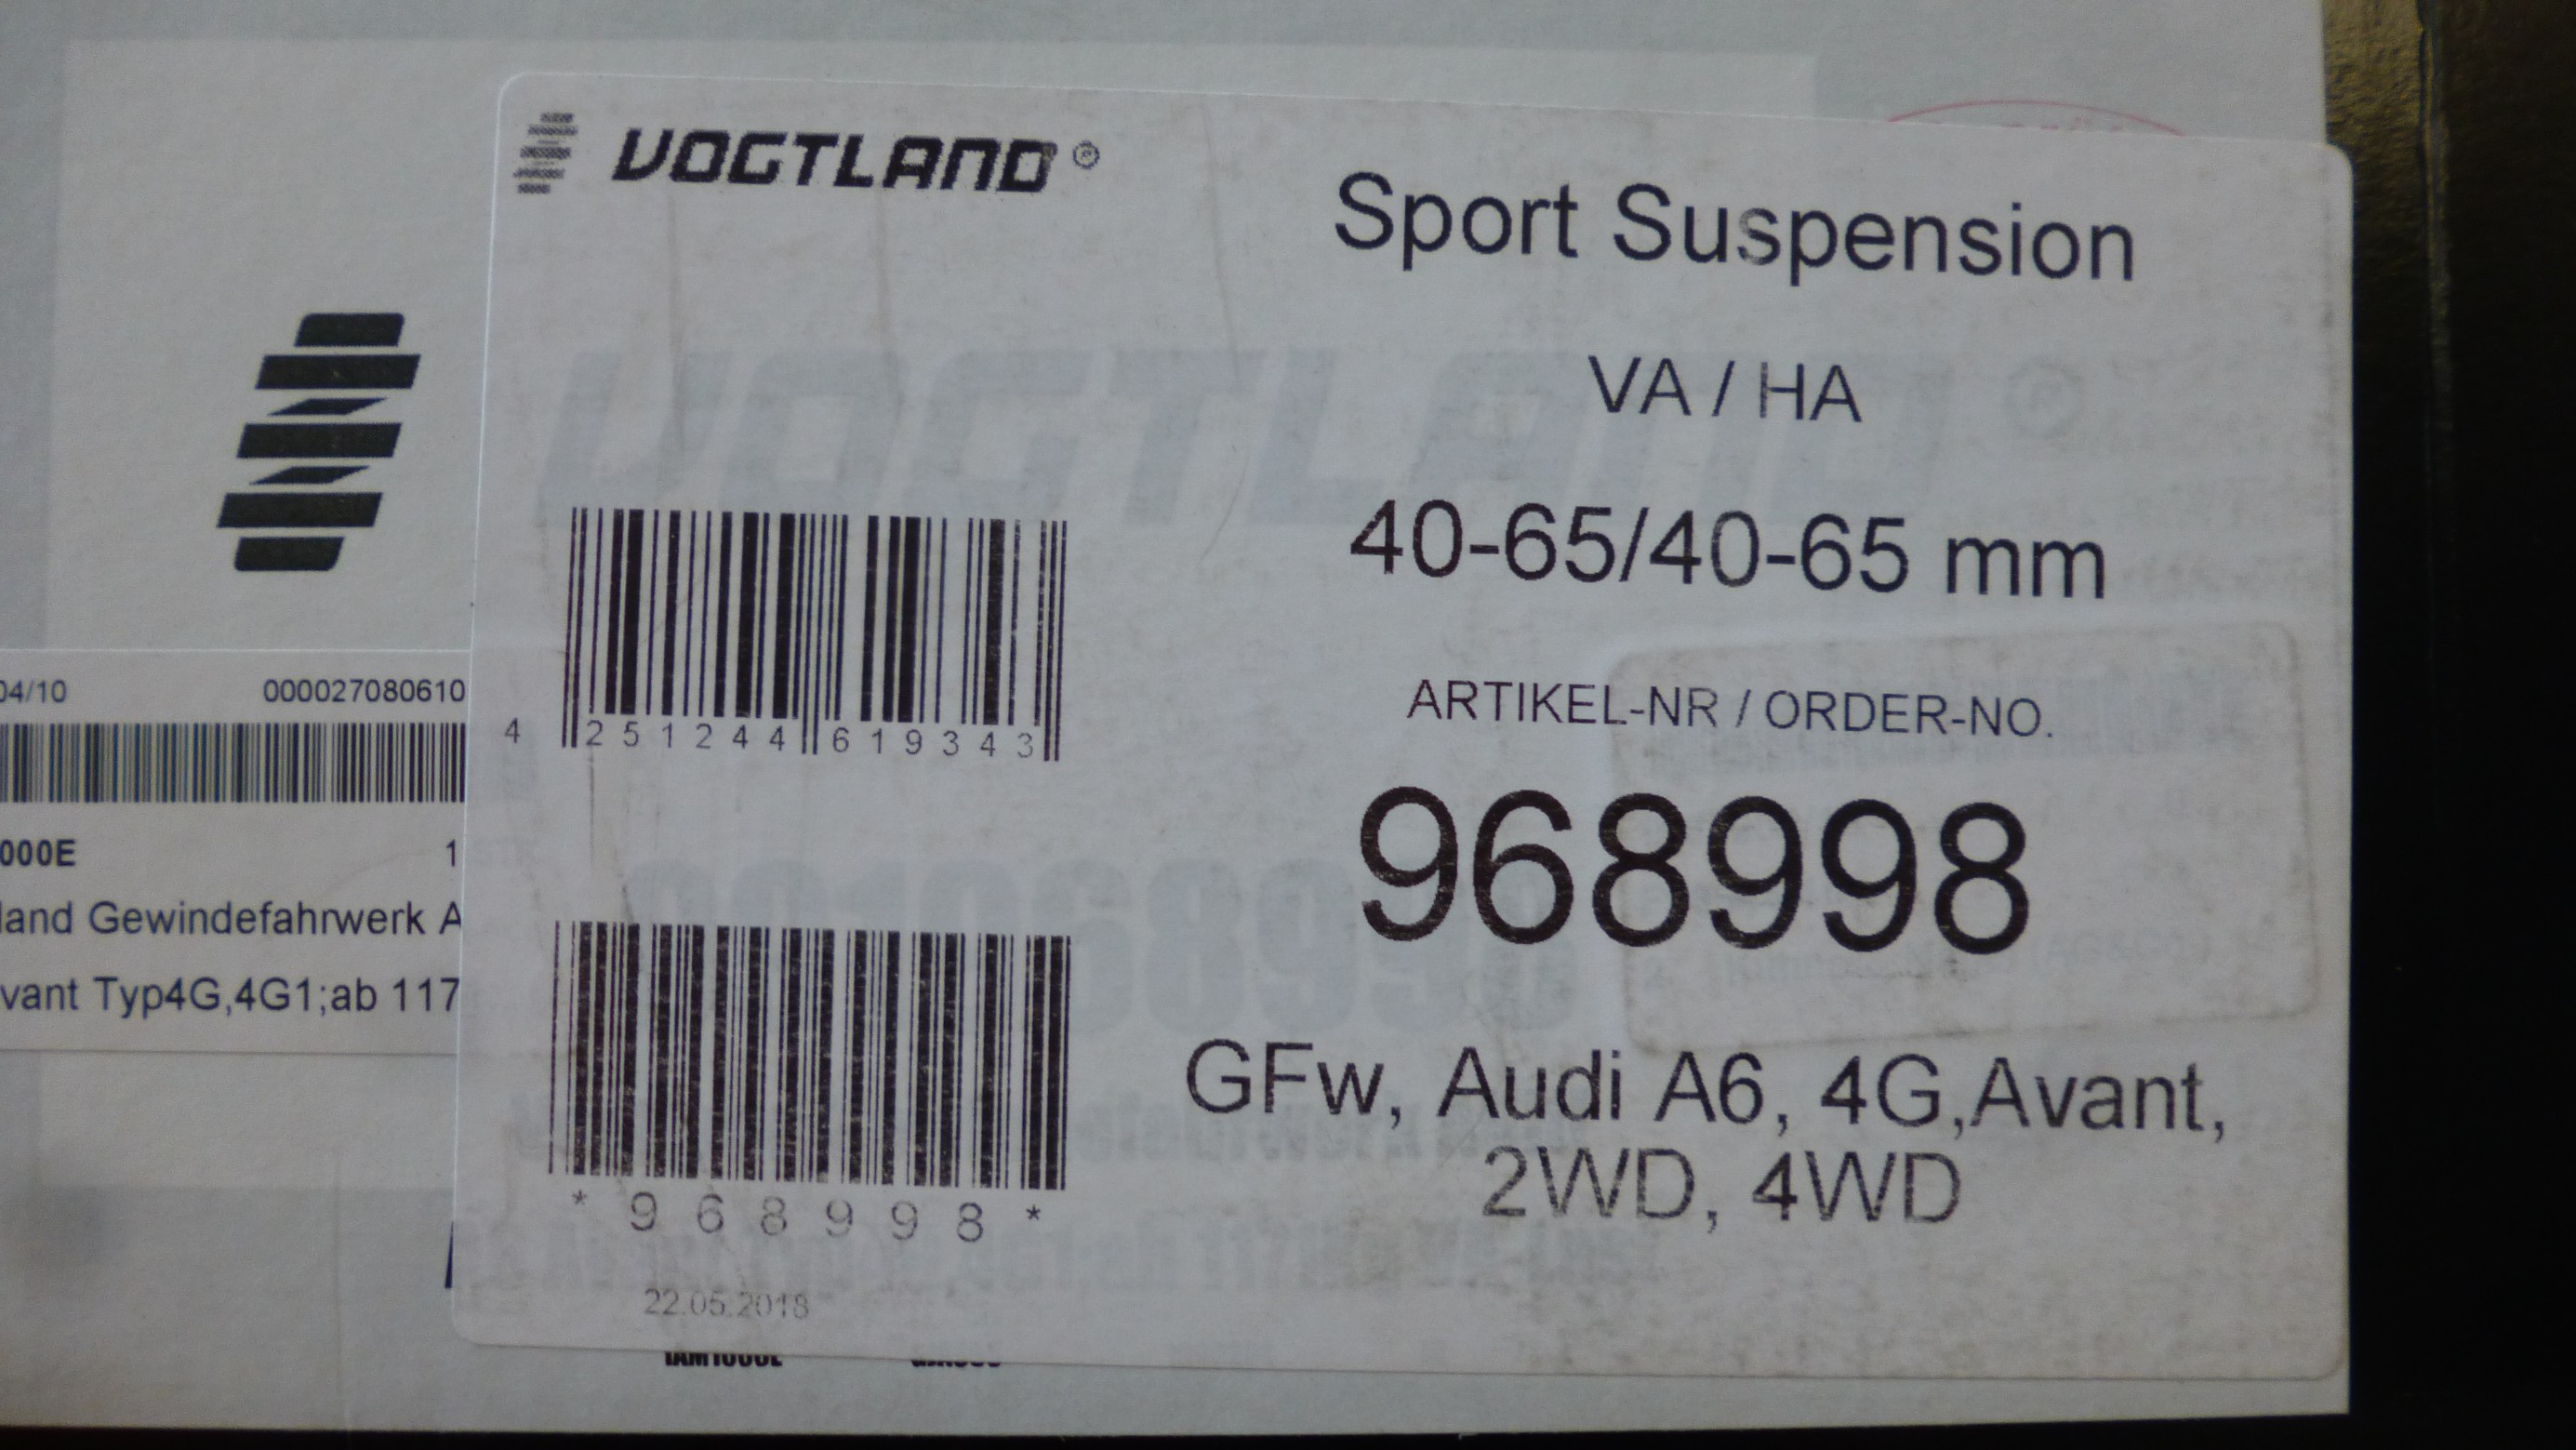 VOGTLAND®
Sport Suspension
VA / HA
40-65/40-65 mm
4 251244 619343
ARTIKEL-NR / ORDER-NO.
968998
*968998*
GFw, Audi A6, 4G,Avant,
2WD, 4WD
22.05.2018
04/10 000027080610
000E 1
land Gewindefahrwerk A
vant Typ4G,4G1;ab 117
VOGTLAND®